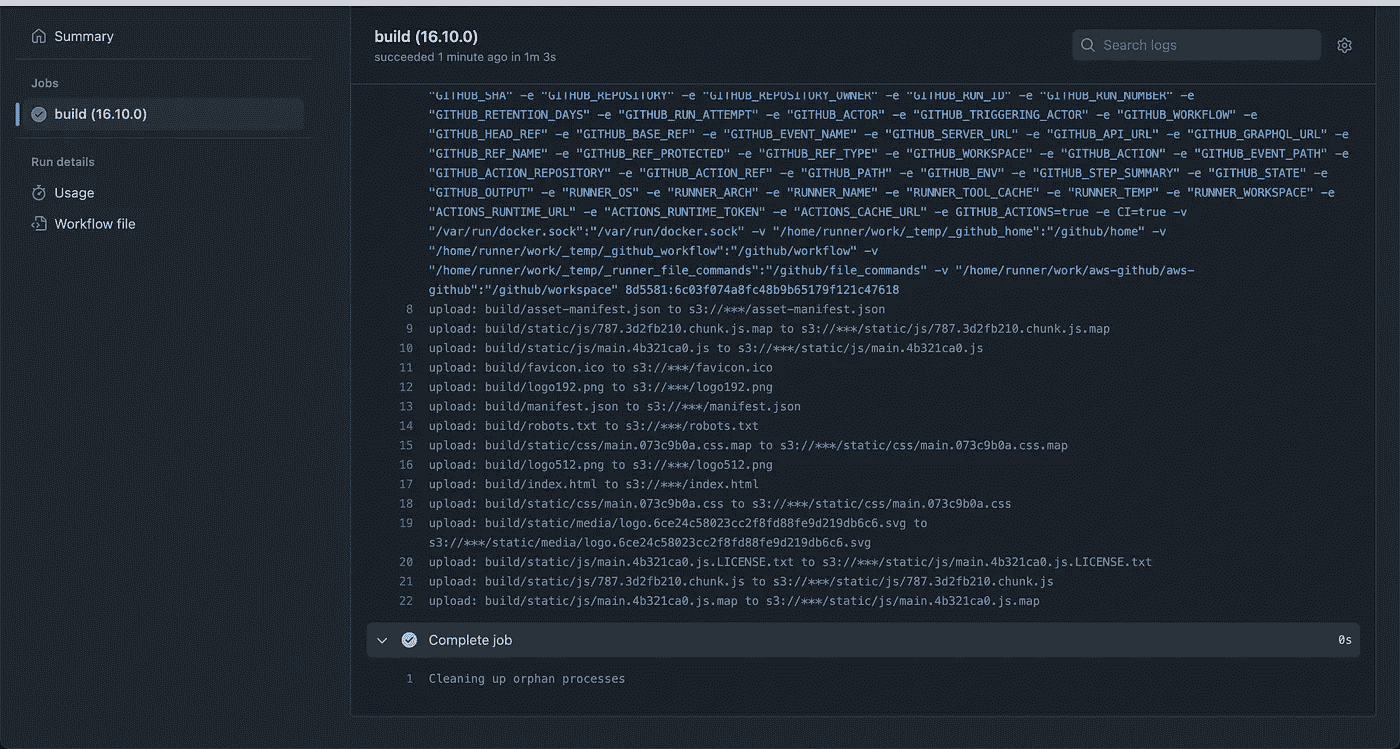 Summary
Jobs
build (16.10.0)
Run details
Usage
Workflow file
build (16.10.0)
succeeded 1 minute ago in 1m 3s
Search logs
"GITHUB_SHA" -e "GITHUB_REPOSITORY" -e "GITHUB_REPOSITORY_OWNER" -e "GITHUB_RUN_ID" -e "GITHUB_RUN_NUMBER" -e
"GITHUB_RETENTION_DAYS" -e "GITHUB_RUN_ATTEMPT" -e "GITHUB_ACTOR" -e "GITHUB_TRIGGERING_ACTOR" -e "GITHUB_WORKFLOW" -e
"GITHUB_HEAD_REF" -e "GITHUB_BASE_REF" -e "GITHUB_EVENT_NAME" -e "GITHUB_SERVER_URL" -e "GITHUB_API_URL" -e "GITHUB_GRAPHQL_URL" -e
"GITHUB_REF_NAME" -e "GITHUB_REF_PROTECTED" -e "GITHUB_REF_TYPE" -e "GITHUB_WORKSPACE" -e "GITHUB_ACTION" -e "GITHUB_EVENT_PATH" -e
"GITHUB_ACTION_REPOSITORY" -e "GITHUB_ACTION_REF" -e "GITHUB_PATH" -e "GITHUB_ENV" -e "GITHUB_STEP_SUMMARY" -e "GITHUB_STATE" -e
"GITHUB_OUTPUT" -e "RUNNER_OS" -e "RUNNER_ARCH" -e "RUNNER_NAME" -e "RUNNER_TOOL_CACHE" -e "RUNNER_TEMP" -e "RUNNER_WORKSPACE" -e
"ACTIONS_RUNTIME_URL" -e "ACTIONS_RUNTIME_TOKEN" -e "ACTIONS_CACHE_URL" -e GITHUB_ACTIONS=true -e CI=true -v
"/var/run/docker.sock":"/var/run/docker.sock" -v "/home/runner/work/_temp/_github_home":"/github/home" -v
"/home/runner/work/_temp/_github_workflow":"/github/workflow" -v
"/home/runner/work/_temp/_runner_file_commands":"/github/file_commands" -v "/home/runner/work/aws-github/aws-
github":"/github/workspace" 8d5581:6c03f074a8fc48b9b65179f121c47618
8 upload: build/asset-manifest.json to s3://***/asset-manifest.json
9 upload: build/static/js/787.3d2fb210.chunk.js.map to s3://***/static/js/787.3d2fb210.chunk.js.map
10 upload: build/static/js/main.4b321ca0.js to s3://***/static/js/main.4b321ca0.js
11 upload: build/favicon.ico to s3://***/favicon.ico
12 upload: build/logo192.png to s3://***/logo192.png
13 upload: build/manifest.json to s3://***/manifest.json
14 upload: build/robots.txt to s3://***/robots.txt
15 upload: build/static/css/main.073c9b0a.css.map to s3://***/static/css/main.073c9b0a.css.map
16 upload: build/logo512.png to s3://***/logo512.png
17 upload: build/index.html to s3://***/index.html
18 upload: build/static/css/main.073c9b0a.css to s3://***/static/css/main.073c9b0a.css
19 upload: build/static/media/logo.6ce24c58023cc2f8fd88fe9d219db6c6.svg to
s3://***/static/media/logo.6ce24c58023cc2f8fd88fe9d219db6c6.svg
20 upload: build/static/js/main.4b321ca0.js.LICENSE.txt to s3://***/static/js/main.4b321ca0.js.LICENSE.txt
21 upload: build/static/js/787.3d2fb210.chunk.js to s3://***/static/js/787.3d2fb210.chunk.js
22 upload: build/static/js/main.4b321ca0.js.map to s3://***/static/js/main.4b321ca0.js.map
Complete job 0s
1 Cleaning up orphan processes